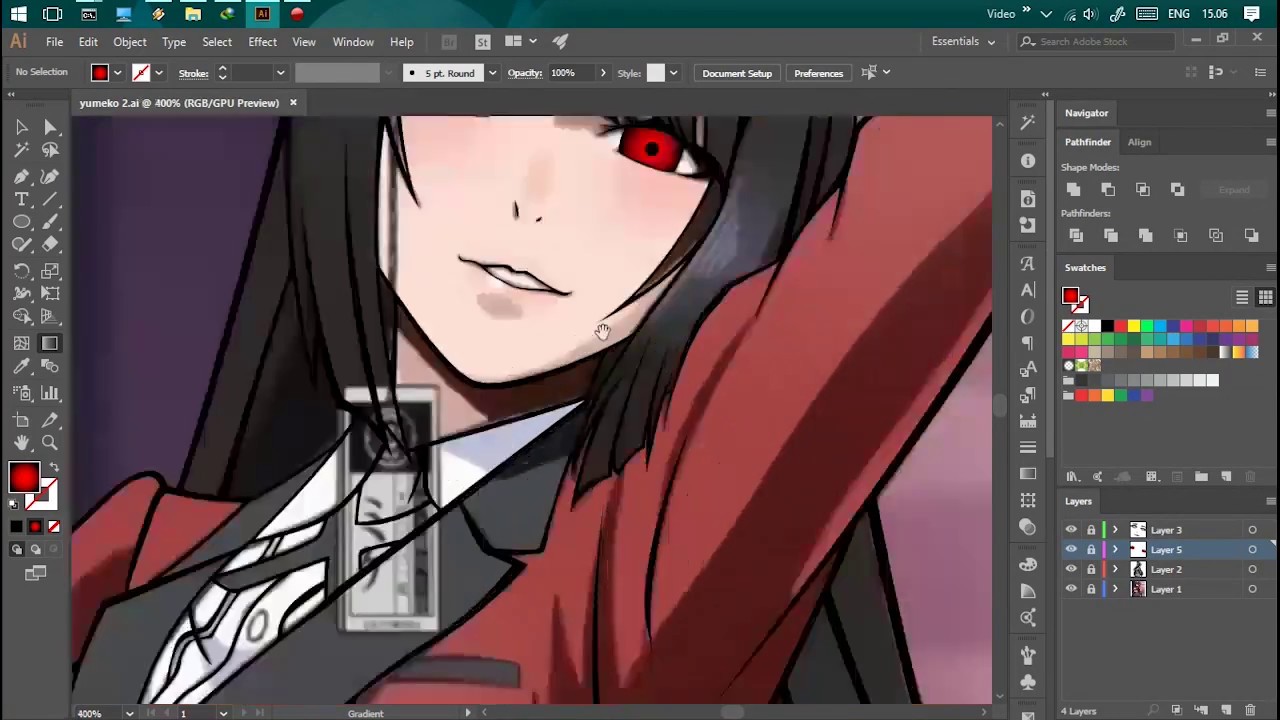 Video
ENG
15.06
Ai
File Edit Object Type Select Effect View Window Help
Br
St
Essentials
Search Adobe Stock
No Selection
Stroke:
5 pt. Round
Opacity: 100%
Style:
Document Setup
Preferences
yumeko 2.ai @ 400% (RGB/GPU Preview)
Navigator
Pathfinder
Align
Shape Modes:
Expand
Pathfinders:
Swatches
Layers
Layer 3
Layer 5
Layer 2
Layer 1
400%
1
Gradient
4 Layers